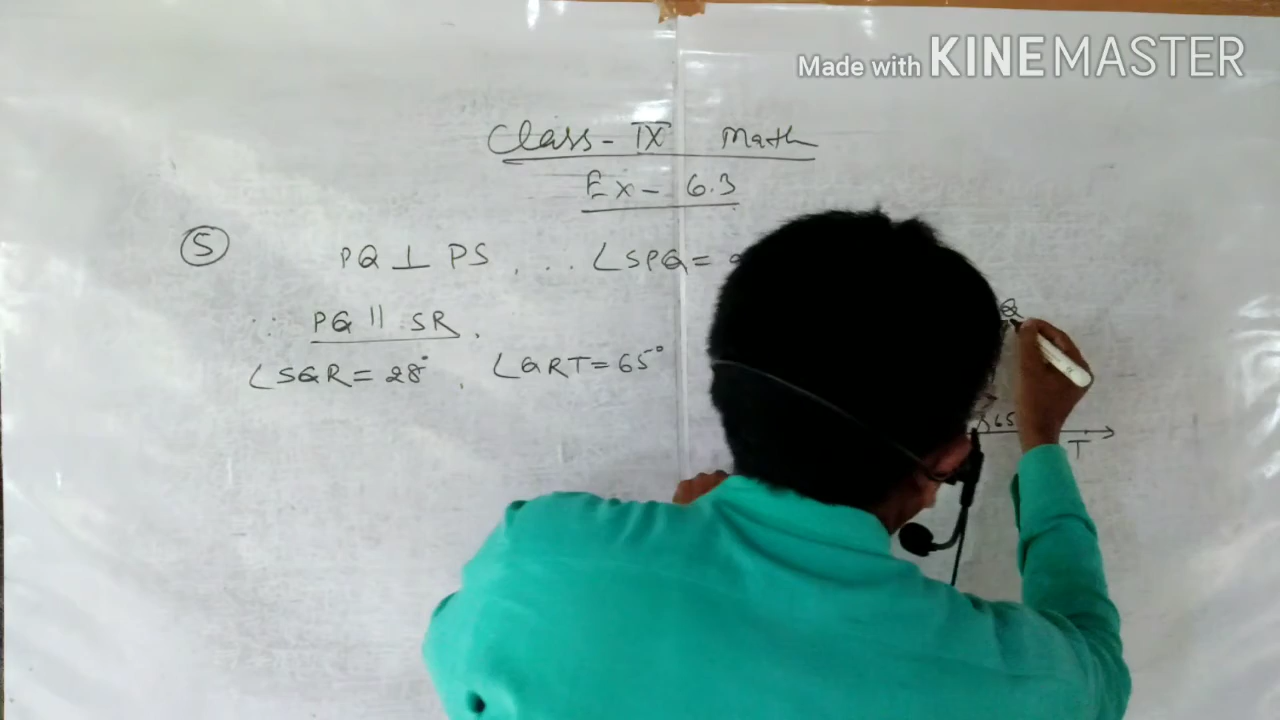 Made with KINEMASTER
Class - IX Math
Ex - 6.3
5 PQ ⊥ PS, ... ∠SPQ =
∵ PQ || SR.
∠SQR = 28°, ∠QRT = 65°
Q
65
T